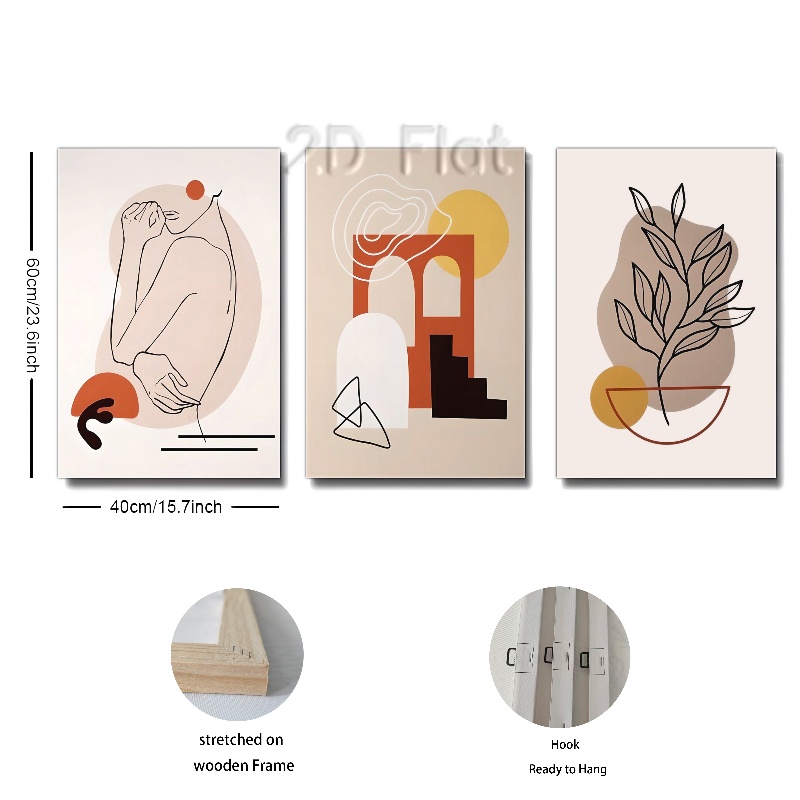 2D Flat
60cm/23.6inch
40cm/15.7inch
stretched on
wooden Frame
Hook
Ready to Hang